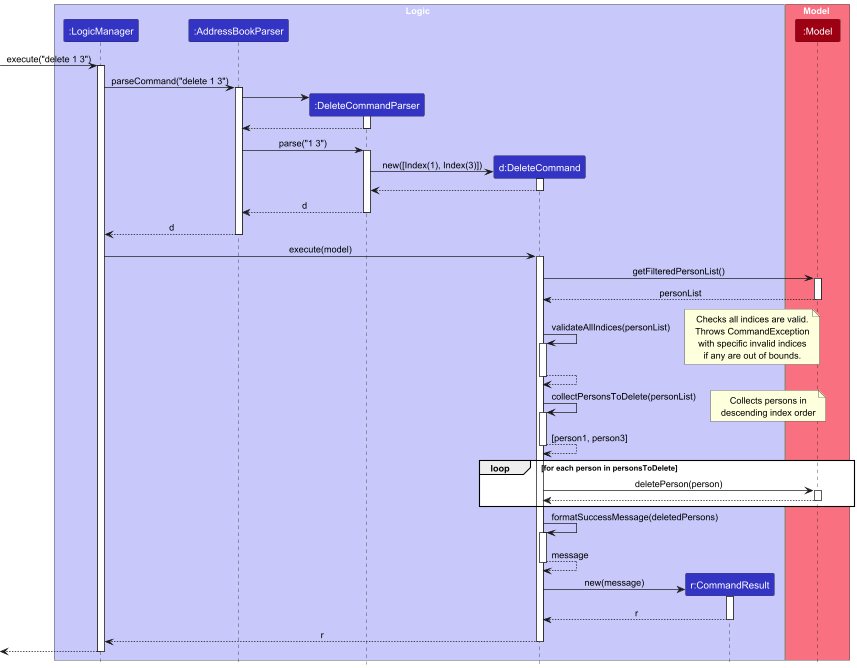 Logic
Model
:LogicManager
:AddressBookParser
:Model
execute("delete 1 3")
parseCommand("delete 1 3")
:DeleteCommandParser
parse("1 3")
new([Index(1), Index(3)])
d:DeleteCommand
d
d
execute(model)
getFilteredPersonList()
personList
Checks all indices are valid.
Throws CommandException
with specific invalid indices
if any are out of bounds.
validateAllIndices(personList)
collectPersonsToDelete(personList)
Collects persons in
descending index order
[person1, person3]
loop
[for each person in personsToDelete]
deletePerson(person)
formatSuccessMessage(deletedPersons)
message
new(message)
r:CommandResult
r
r